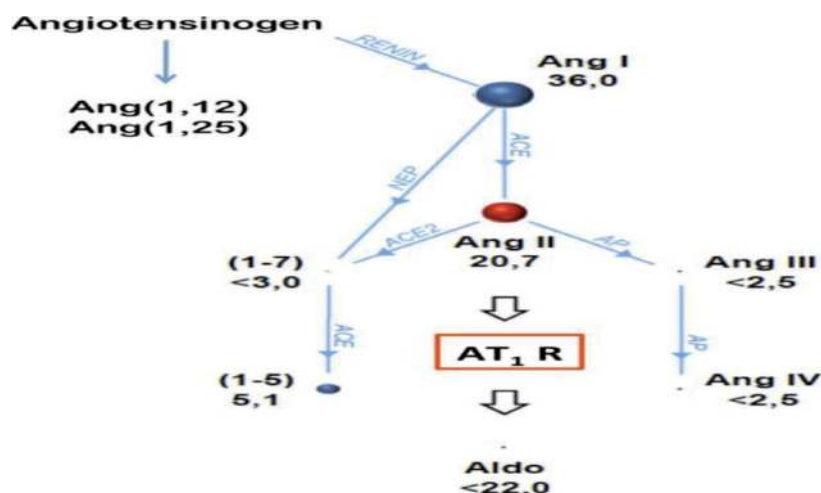 Angiotensinogen
RENIN
Ang I
36,0
Ang(1,12)
Ang(1,25)
NEP
ACE
ACE2
Ang II
20,7
AP
(1-7)
<3,0
Ang III
<2,5
ACE
AT₁ R
AP
(1-5)
5,1
Ang IV
<2,5
Aldo
<22,0